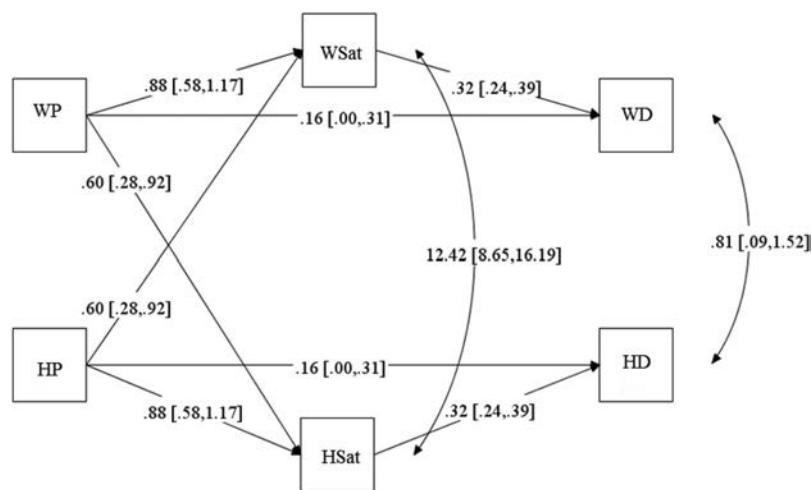 WSat
.88 [.58,1.17]
.32 [.24,.39]
WP
.16 [.00,.31]
WD
.60 [.28,.92]
12.42 [8.65,16.19]
.81 [.09,1.52]
.60 [.28,.92]
HP
.16 [.00,.31]
HD
.88 [.58,1.17]
.32 [.24,.39]
HSat